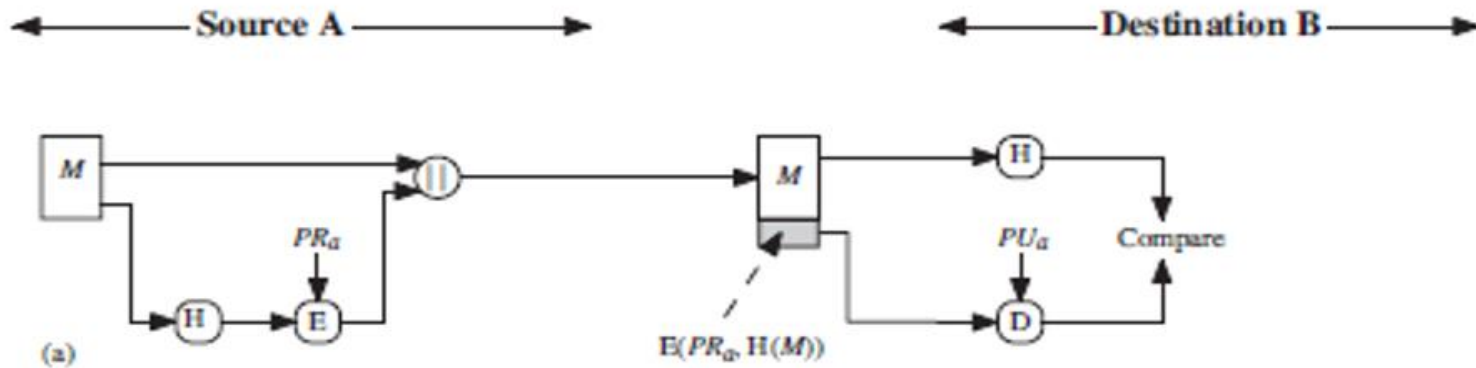 Source A Destination B
M || M H
PRa PUa Compare
H E D
E(PRa, H(M))
(a)